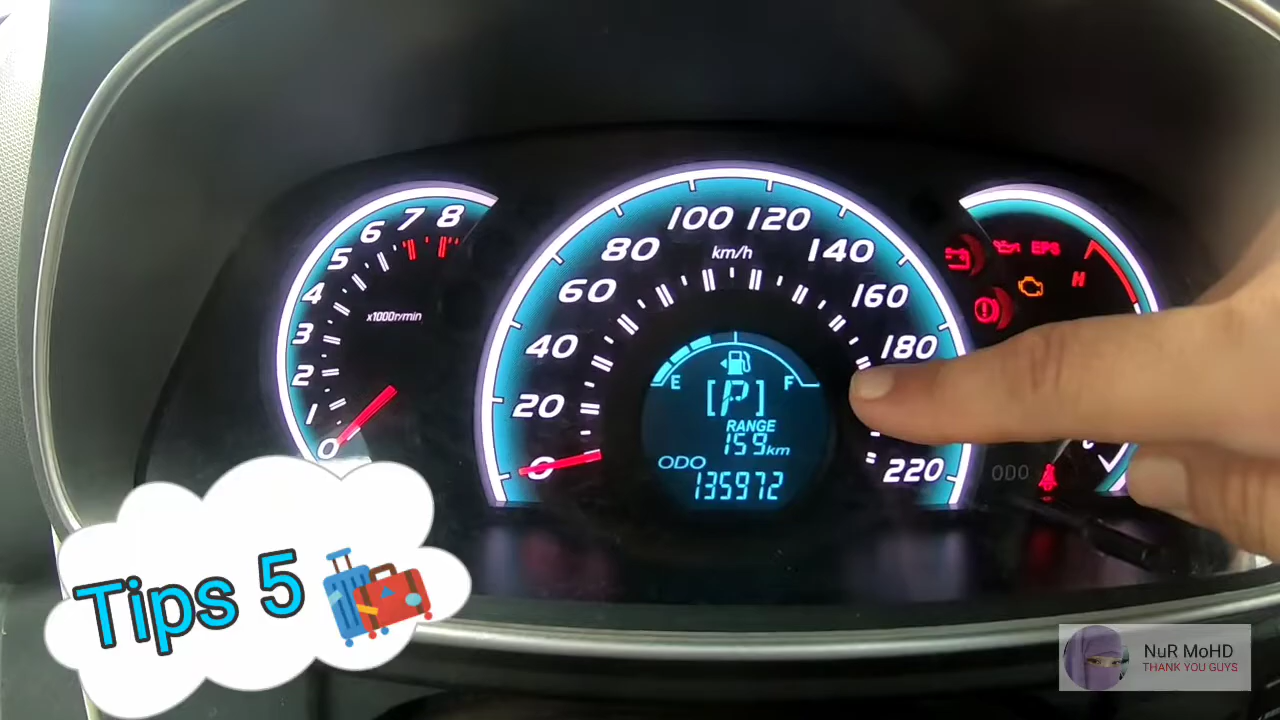 0
1
2
3
4
5
6
7
8
x1000r/min
0
20
40
60
80
100
120
140
160
180
220
km/h
E
F
[P]
RANGE
159km
ODO
135972
EPS
H
C
ODO
Tips 5
NuR MoHD
THANK YOU GUYS